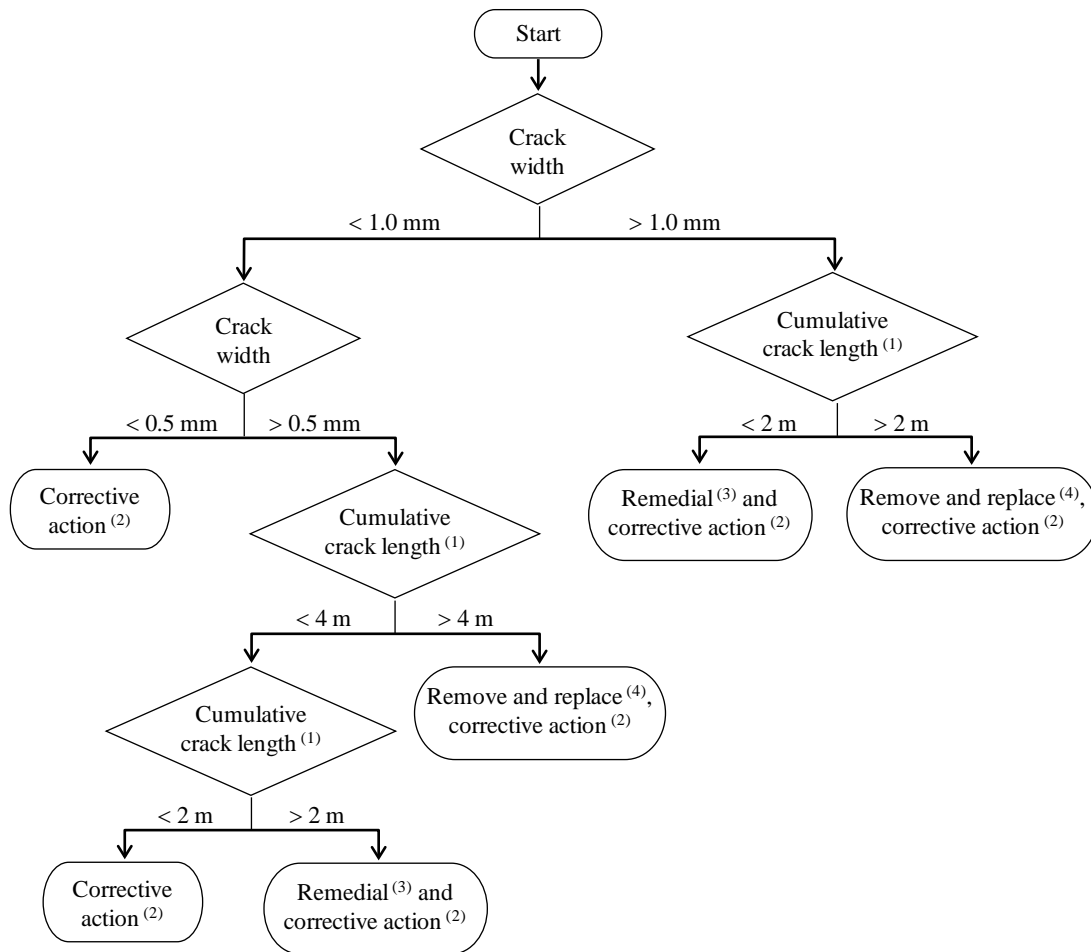 Start
Crack
width
< 1.0 mm
> 1.0 mm
Crack
width
Cumulative
crack length (1)
< 0.5 mm
> 0.5 mm
< 2 m
> 2 m
Corrective
action (2)
Cumulative
crack length (1)
Remedial (3) and
corrective action (2)
Remove and replace (4),
corrective action (2)
< 4 m
> 4 m
Cumulative
crack length (1)
Remove and replace (4),
corrective action (2)
< 2 m
> 2 m
Corrective
action (2)
Remedial (3) and
corrective action (2)